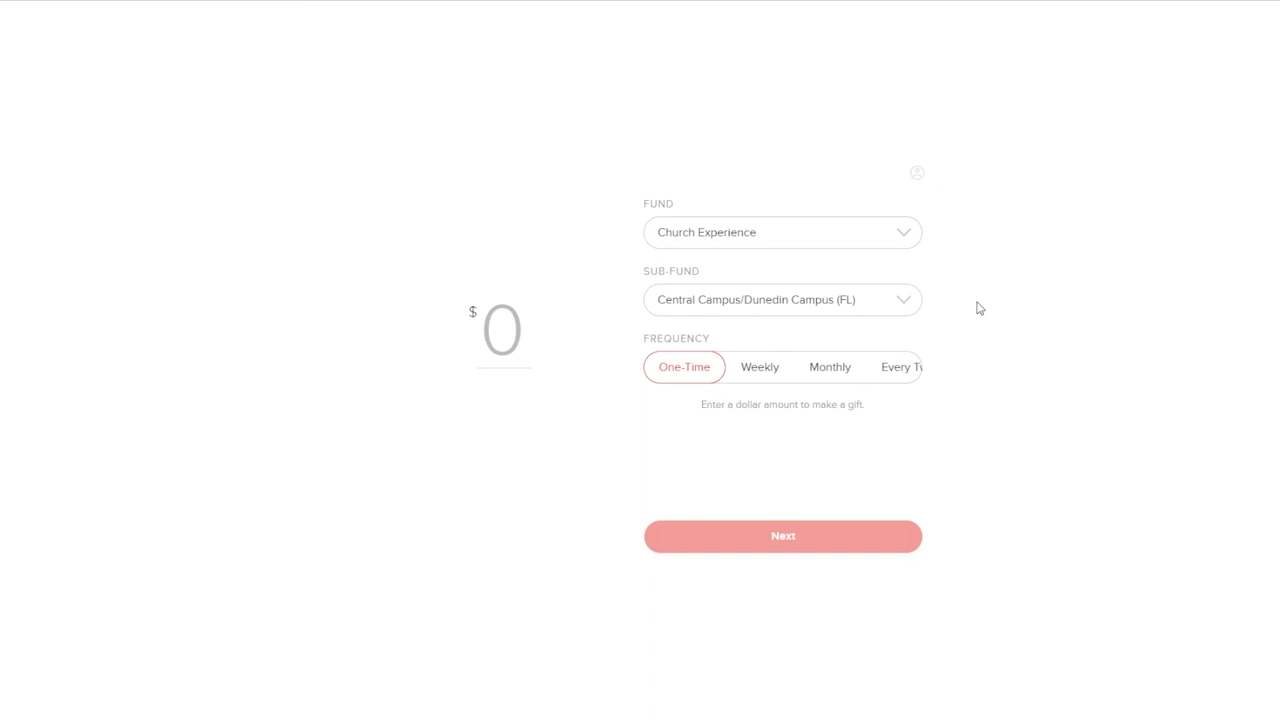 FUND
Church Experience
SUB-FUND
Central Campus/Dunedin Campus (FL)
$ 0
FREQUENCY
One-Time Weekly Monthly Every
Enter a dollar amount to make a gift.
Next